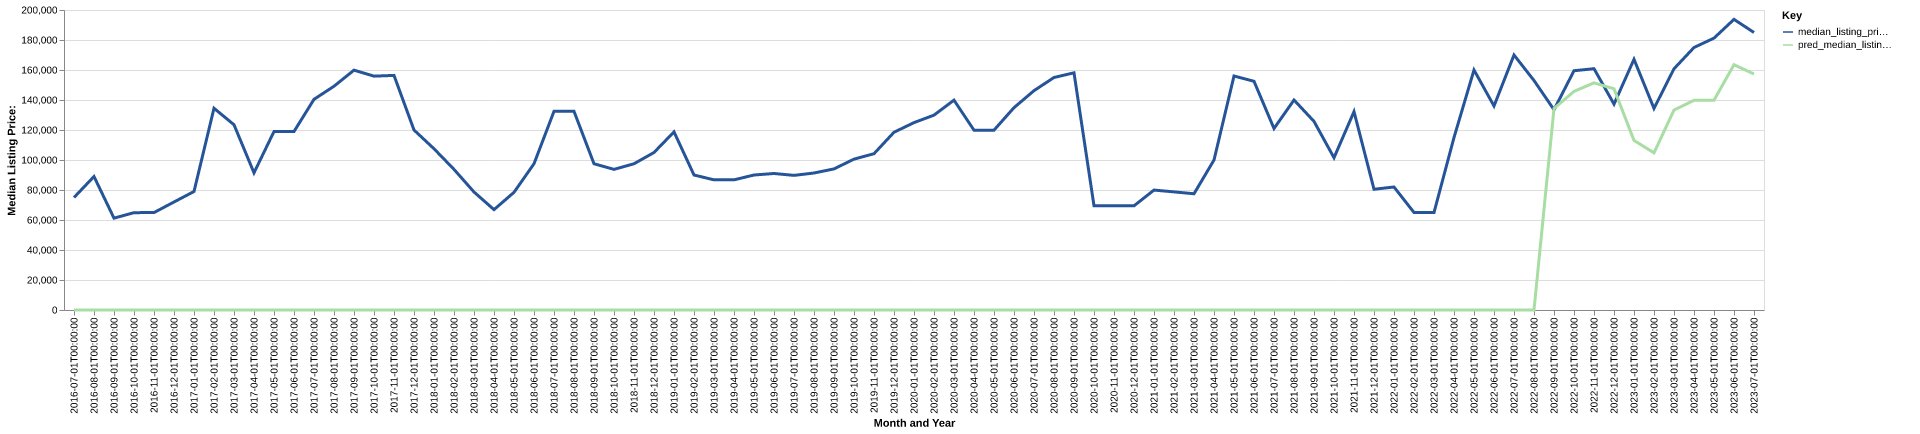 200,000
180,000
160,000
140,000
120,000
100,000
80,000
60,000
40,000
20,000
0
Median Listing Price:
2016-07-01T00:00:00
2016-08-01T00:00:00
2016-09-01T00:00:00
2016-10-01T00:00:00
2016-11-01T00:00:00
2016-12-01T00:00:00
2017-01-01T00:00:00
2017-02-01T00:00:00
2017-03-01T00:00:00
2017-04-01T00:00:00
2017-05-01T00:00:00
2017-06-01T00:00:00
2017-07-01T00:00:00
2017-08-01T00:00:00
2017-09-01T00:00:00
2017-10-01T00:00:00
2017-11-01T00:00:00
2017-12-01T00:00:00
2018-01-01T00:00:00
2018-02-01T00:00:00
2018-03-01T00:00:00
2018-04-01T00:00:00
2018-05-01T00:00:00
2018-06-01T00:00:00
2018-07-01T00:00:00
2018-08-01T00:00:00
2018-09-01T00:00:00
2018-10-01T00:00:00
2018-11-01T00:00:00
2018-12-01T00:00:00
2019-01-01T00:00:00
2019-02-01T00:00:00
2019-03-01T00:00:00
2019-04-01T00:00:00
2019-05-01T00:00:00
2019-06-01T00:00:00
2019-07-01T00:00:00
2019-08-01T00:00:00
2019-09-01T00:00:00
2019-10-01T00:00:00
2019-11-01T00:00:00
2019-12-01T00:00:00
2020-01-01T00:00:00
2020-02-01T00:00:00
2020-03-01T00:00:00
2020-04-01T00:00:00
2020-05-01T00:00:00
2020-06-01T00:00:00
2020-07-01T00:00:00
2020-08-01T00:00:00
2020-09-01T00:00:00
2020-10-01T00:00:00
2020-11-01T00:00:00
2020-12-01T00:00:00
2021-01-01T00:00:00
2021-02-01T00:00:00
2021-03-01T00:00:00
2021-04-01T00:00:00
2021-05-01T00:00:00
2021-06-01T00:00:00
2021-07-01T00:00:00
2021-08-01T00:00:00
2021-09-01T00:00:00
2021-10-01T00:00:00
2021-11-01T00:00:00
2021-12-01T00:00:00
2022-01-01T00:00:00
2022-02-01T00:00:00
2022-03-01T00:00:00
2022-04-01T00:00:00
2022-05-01T00:00:00
2022-06-01T00:00:00
2022-07-01T00:00:00
2022-08-01T00:00:00
2022-09-01T00:00:00
2022-10-01T00:00:00
2022-11-01T00:00:00
2022-12-01T00:00:00
2023-01-01T00:00:00
2023-02-01T00:00:00
2023-03-01T00:00:00
2023-04-01T00:00:00
2023-05-01T00:00:00
2023-06-01T00:00:00
2023-07-01T00:00:00
Month and Year
Key
median_listing_pri…
pred_median_listin…